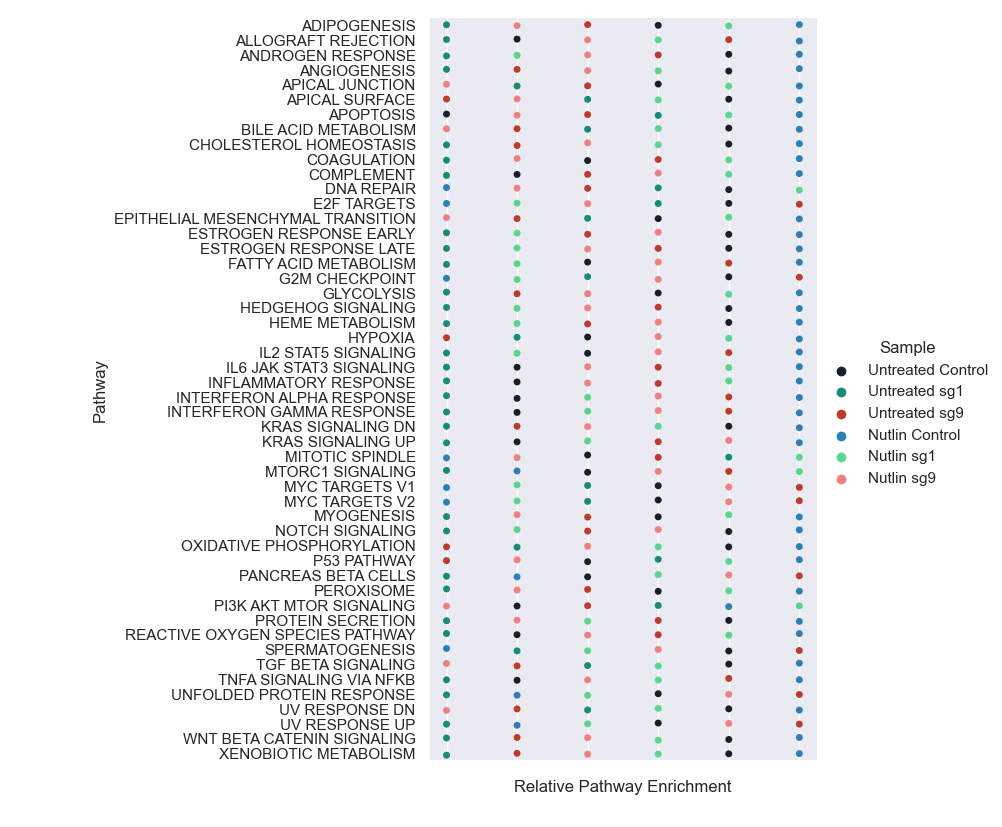 ADIPOGENESIS
ALLOGRAFT REJECTION
ANDROGEN RESPONSE
ANGIOGENESIS
APICAL JUNCTION
APICAL SURFACE
APOPTOSIS
BILE ACID METABOLISM
CHOLESTEROL HOMEOSTASIS
COAGULATION
COMPLEMENT
DNA REPAIR
E2F TARGETS
EPITHELIAL MESENCHYMAL TRANSITION
ESTROGEN RESPONSE EARLY
ESTROGEN RESPONSE LATE
FATTY ACID METABOLISM
G2M CHECKPOINT
GLYCOLYSIS
HEDGEHOG SIGNALING
HEME METABOLISM
HYPOXIA
IL2 STAT5 SIGNALING
IL6 JAK STAT3 SIGNALING
INFLAMMATORY RESPONSE
INTERFERON ALPHA RESPONSE
INTERFERON GAMMA RESPONSE
KRAS SIGNALING DN
KRAS SIGNALING UP
MITOTIC SPINDLE
MTORC1 SIGNALING
MYC TARGETS V1
MYC TARGETS V2
MYOGENESIS
NOTCH SIGNALING
OXIDATIVE PHOSPHORYLATION
P53 PATHWAY
PANCREAS BETA CELLS
PEROXISOME
PI3K AKT MTOR SIGNALING
PROTEIN SECRETION
REACTIVE OXYGEN SPECIES PATHWAY
SPERMATOGENESIS
TGF BETA SIGNALING
TNFA SIGNALING VIA NFKB
UNFOLDED PROTEIN RESPONSE
UV RESPONSE DN
UV RESPONSE UP
WNT BETA CATENIN SIGNALING
XENOBIOTIC METABOLISM
Pathway
Relative Pathway Enrichment
Sample
Untreated Control
Untreated sg1
Untreated sg9
Nutlin Control
Nutlin sg1
Nutlin sg9